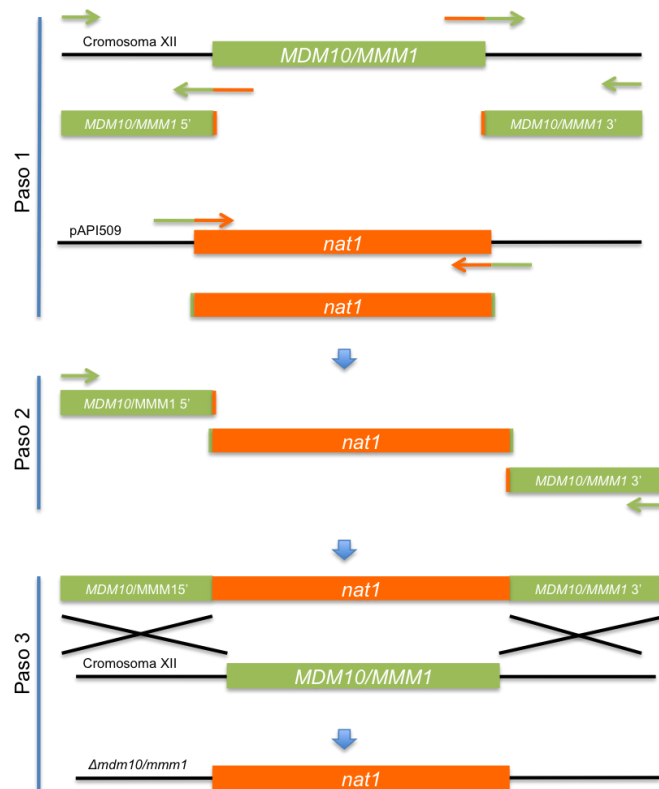 Paso 1
Cromosoma XII
MDM10/MMM1
MDM10/MMM1 5’
MDM10/MMM1 3’
pAPI509
nat1
nat1
Paso 2
MDM10/MMM1 5’
nat1
MDM10/MMM1 3’
Paso 3
MDM10/MMM15’
nat1
MDM10/MMM1 3’
Cromosoma XII
MDM10/MMM1
Δmdm10/mmm1
nat1